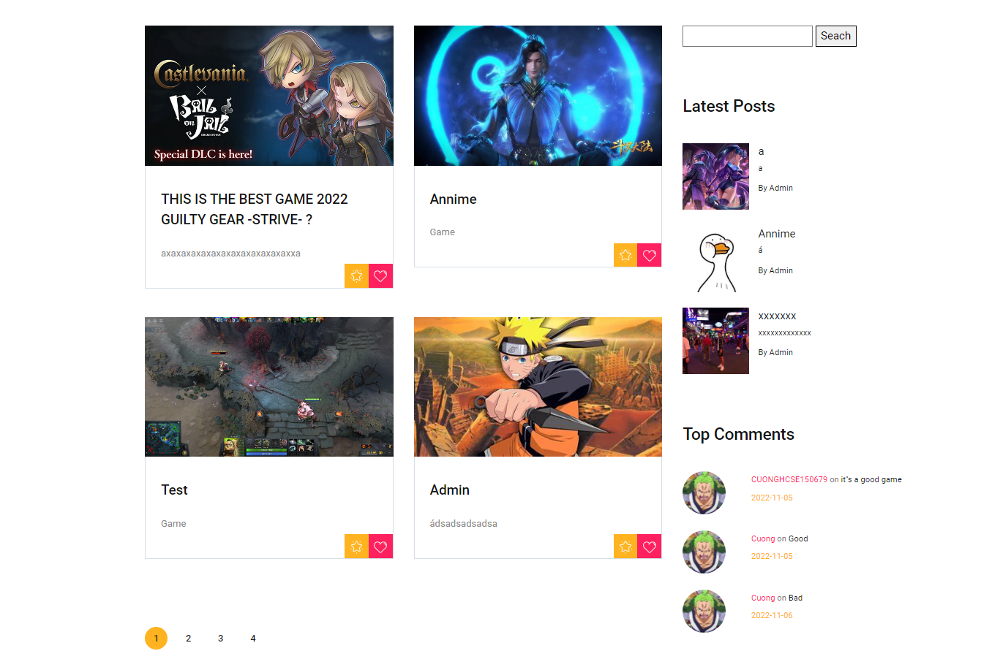 Castlevania
×
BAIL
OR
JAIL
Special DLC is here!
THIS IS THE BEST GAME 2022
GUILTY GEAR -STRIVE- ?
axaxaxaxaxaxaxaxaxaxaxaxaxxa
斗罗大陆
Annime
Game
Test
Game
Admin
ádsadsadsadsa
1 2 3 4
Seach
Latest Posts
a
a
By Admin
Annime
á
By Admin
xxxxxxx
xxxxxxxxxxxxx
By Admin
Top Comments
CUONGHCSE150679 on it"s a good game
2022-11-05
Cuong on Good
2022-11-05
Cuong on Bad
2022-11-06